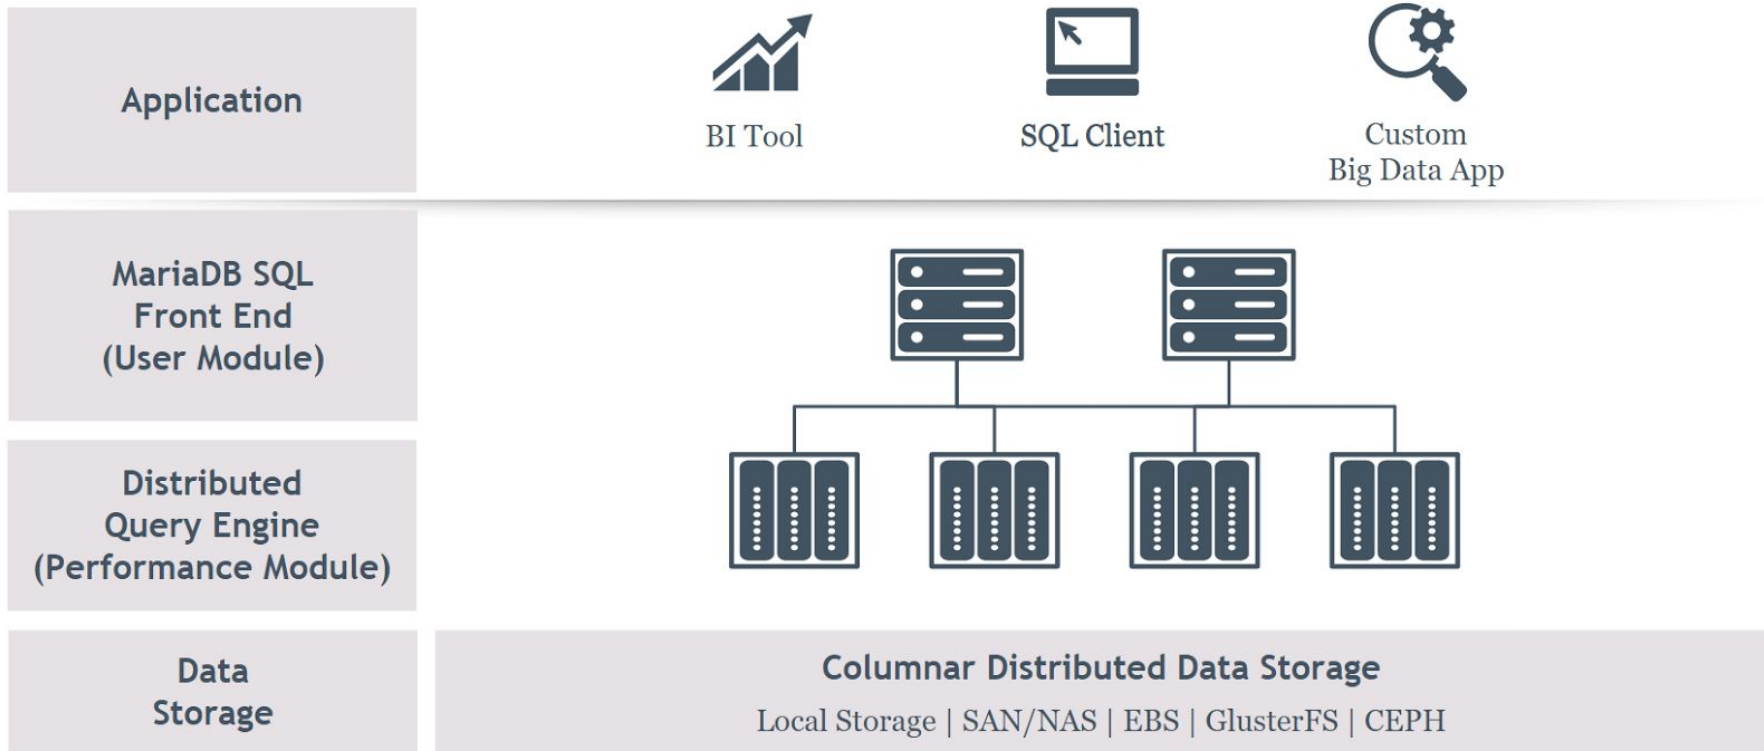 Application
BI Tool
SQL Client
Custom
Big Data App
MariaDB SQL
Front End
(User Module)
Distributed
Query Engine
(Performance Module)
Data
Storage
Columnar Distributed Data Storage
Local Storage | SAN/NAS | EBS | GlusterFS | CEPH